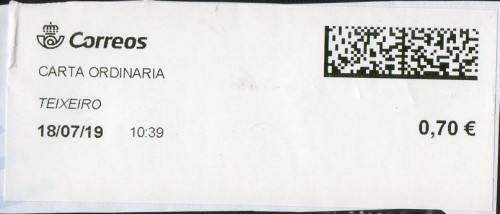 Correos
CARTA ORDINARIA
TEIXEIRO
18/07/19 10:39
0,70 €